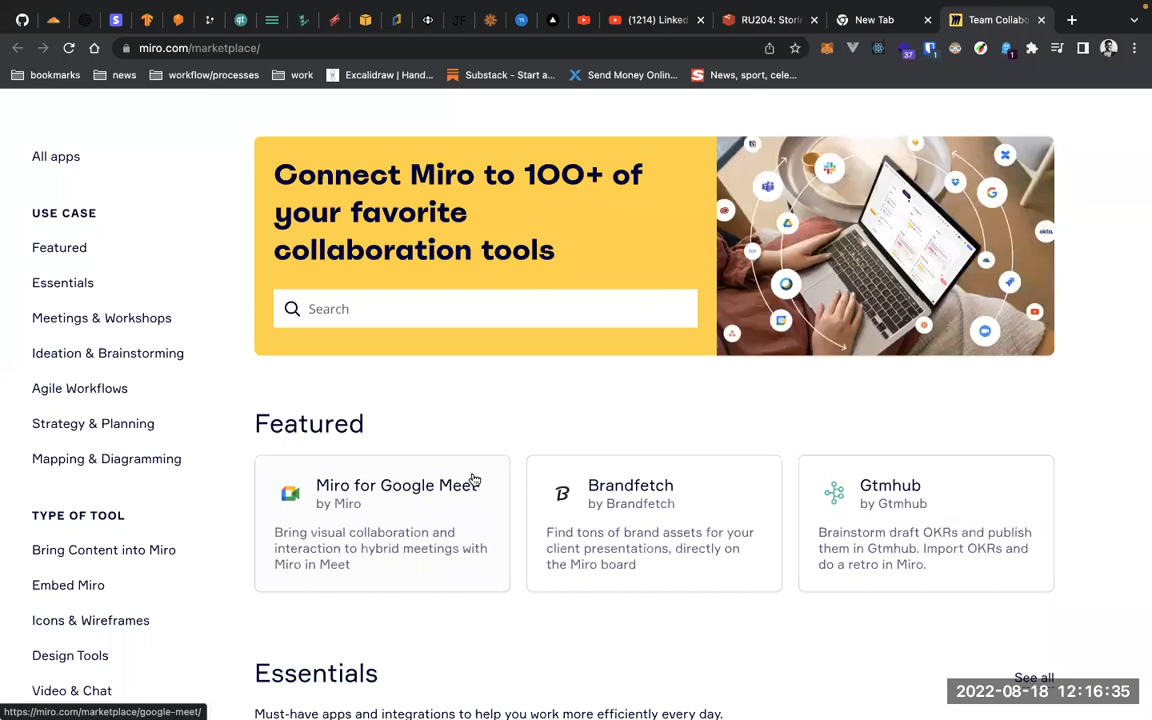 (1214) Linked
RU204: Stori
New Tab
Team Collabo
miro.com/marketplace/
37
1
1
bookmarks
news
workflow/processes
work
Excalidraw | Hand...
Substack - Start a...
Send Money Onlin...
News, sport, cele...
All apps
USE CASE
Featured
Essentials
Meetings & Workshops
Ideation & Brainstorming
Agile Workflows
Strategy & Planning
Mapping & Diagramming
TYPE OF TOOL
Bring Content into Miro
Embed Miro
Icons & Wireframes
Design Tools
Video & Chat
https://miro.com/marketplace/google-meet/
Connect Miro to 100+ of
your favorite
collaboration tools
Search
okta
Featured
Miro for Google Meet
by Miro
Bring visual collaboration and
interaction to hybrid meetings with
Miro in Meet
Brandfetch
by Brandfetch
Find tons of brand assets for your
client presentations, directly on
the Miro board
Gtmhub
by Gtmhub
Brainstorm draft OKRs and publish
them in Gtmhub. Import OKRs and
do a retro in Miro.
Essentials
See all
Must-have apps and integrations to help you work more efficiently every day.
2022-08-18 12:16:35